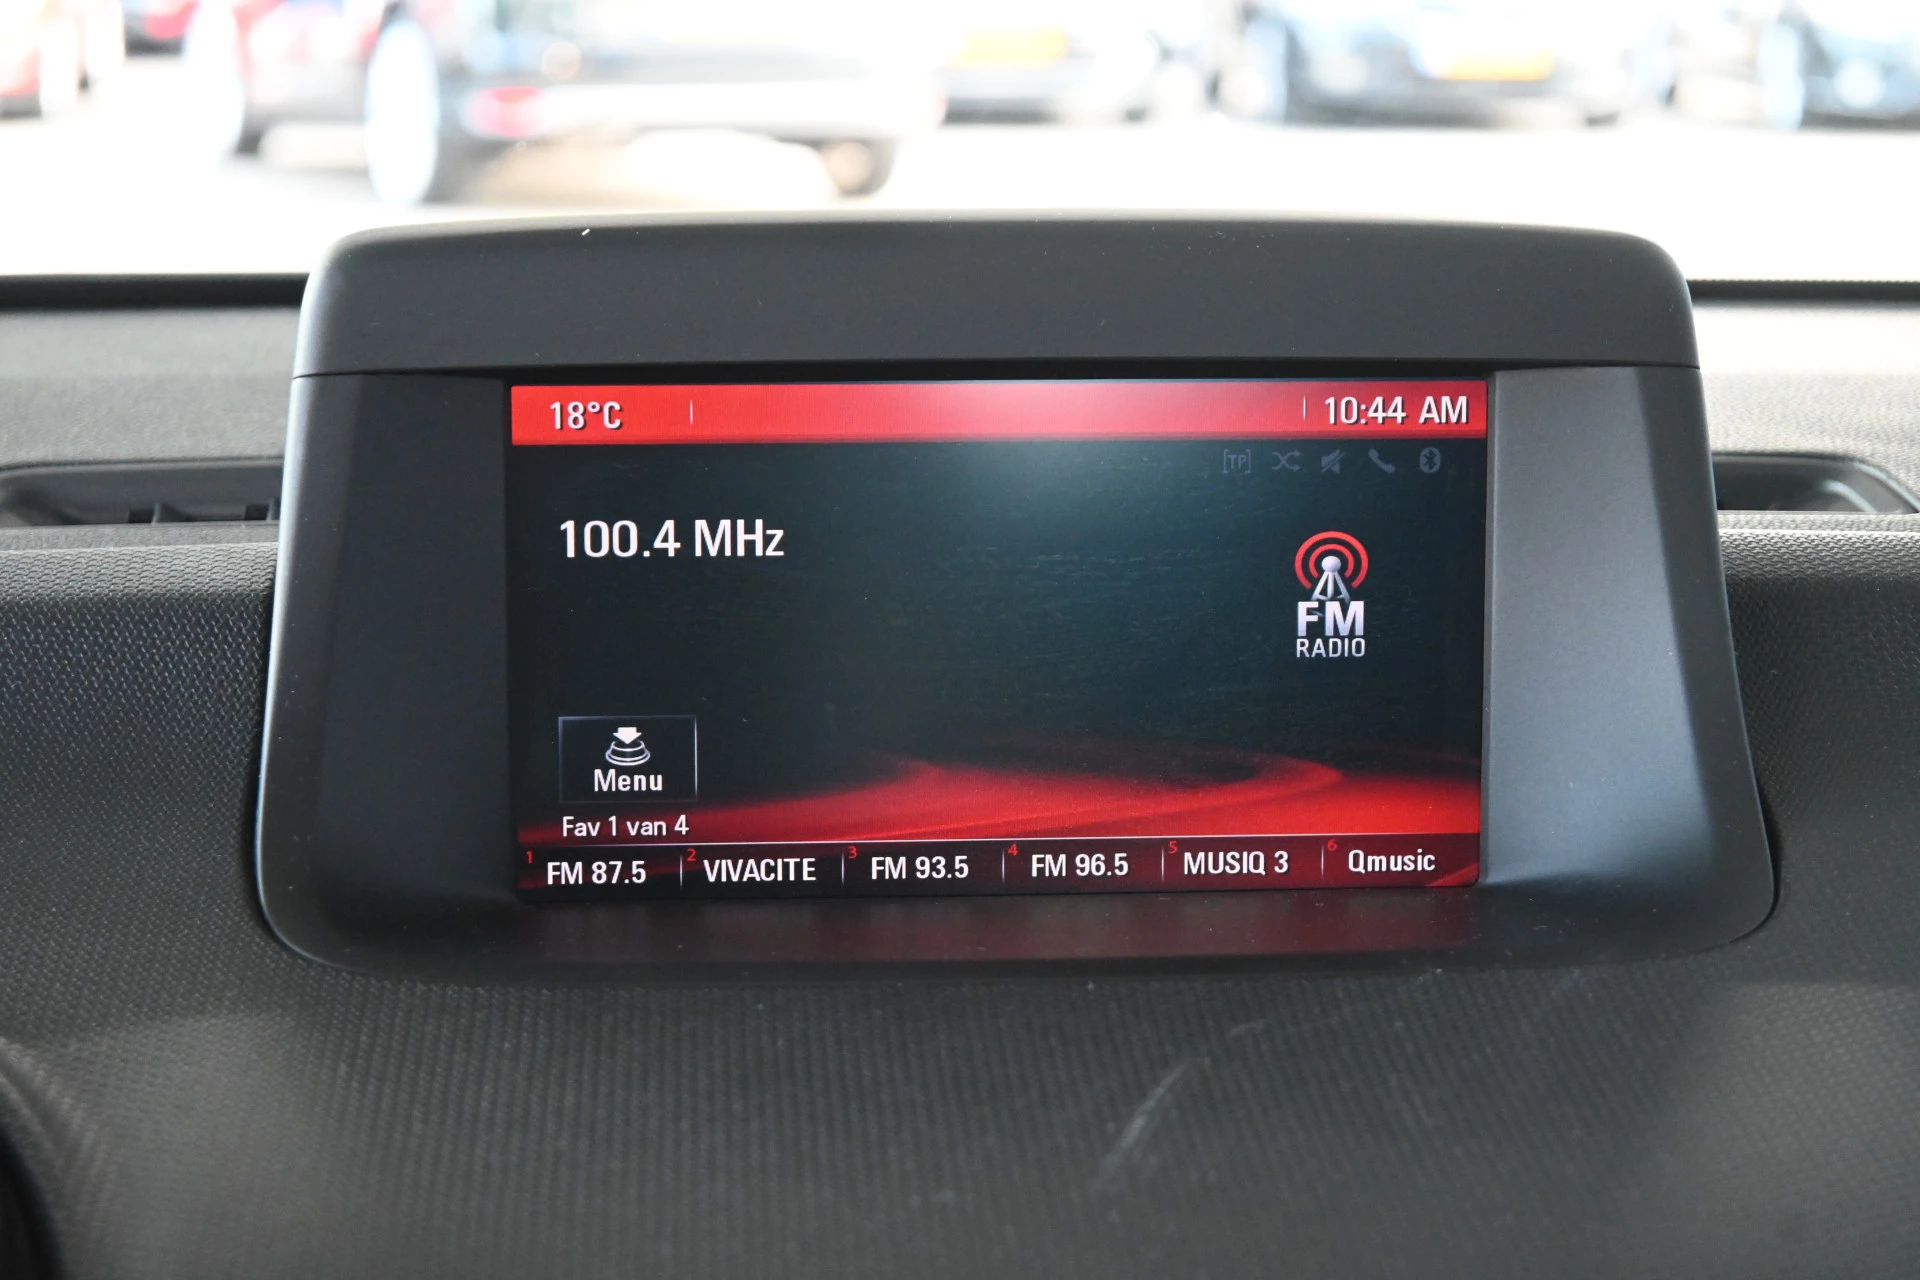 18°C 10:44 AM
[TP]
100.4 MHz
FM
RADIO
Menu
Fav 1 van 4
1 FM 87.5 2 VIVACITE 3 FM 93.5 4 FM 96.5 5 MUSIQ 3 6 Qmusic